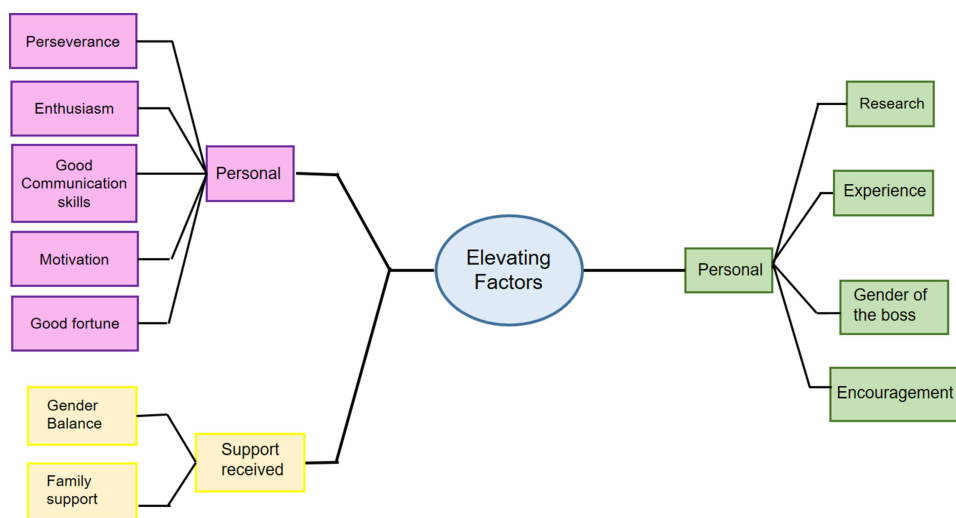 Perseverance
Enthusiasm
Good
Communication
skills
Motivation
Good fortune
Personal
Gender
Balance
Family
support
Support
received
Elevating
Factors
Personal
Research
Experience
Gender of
the boss
Encouragement